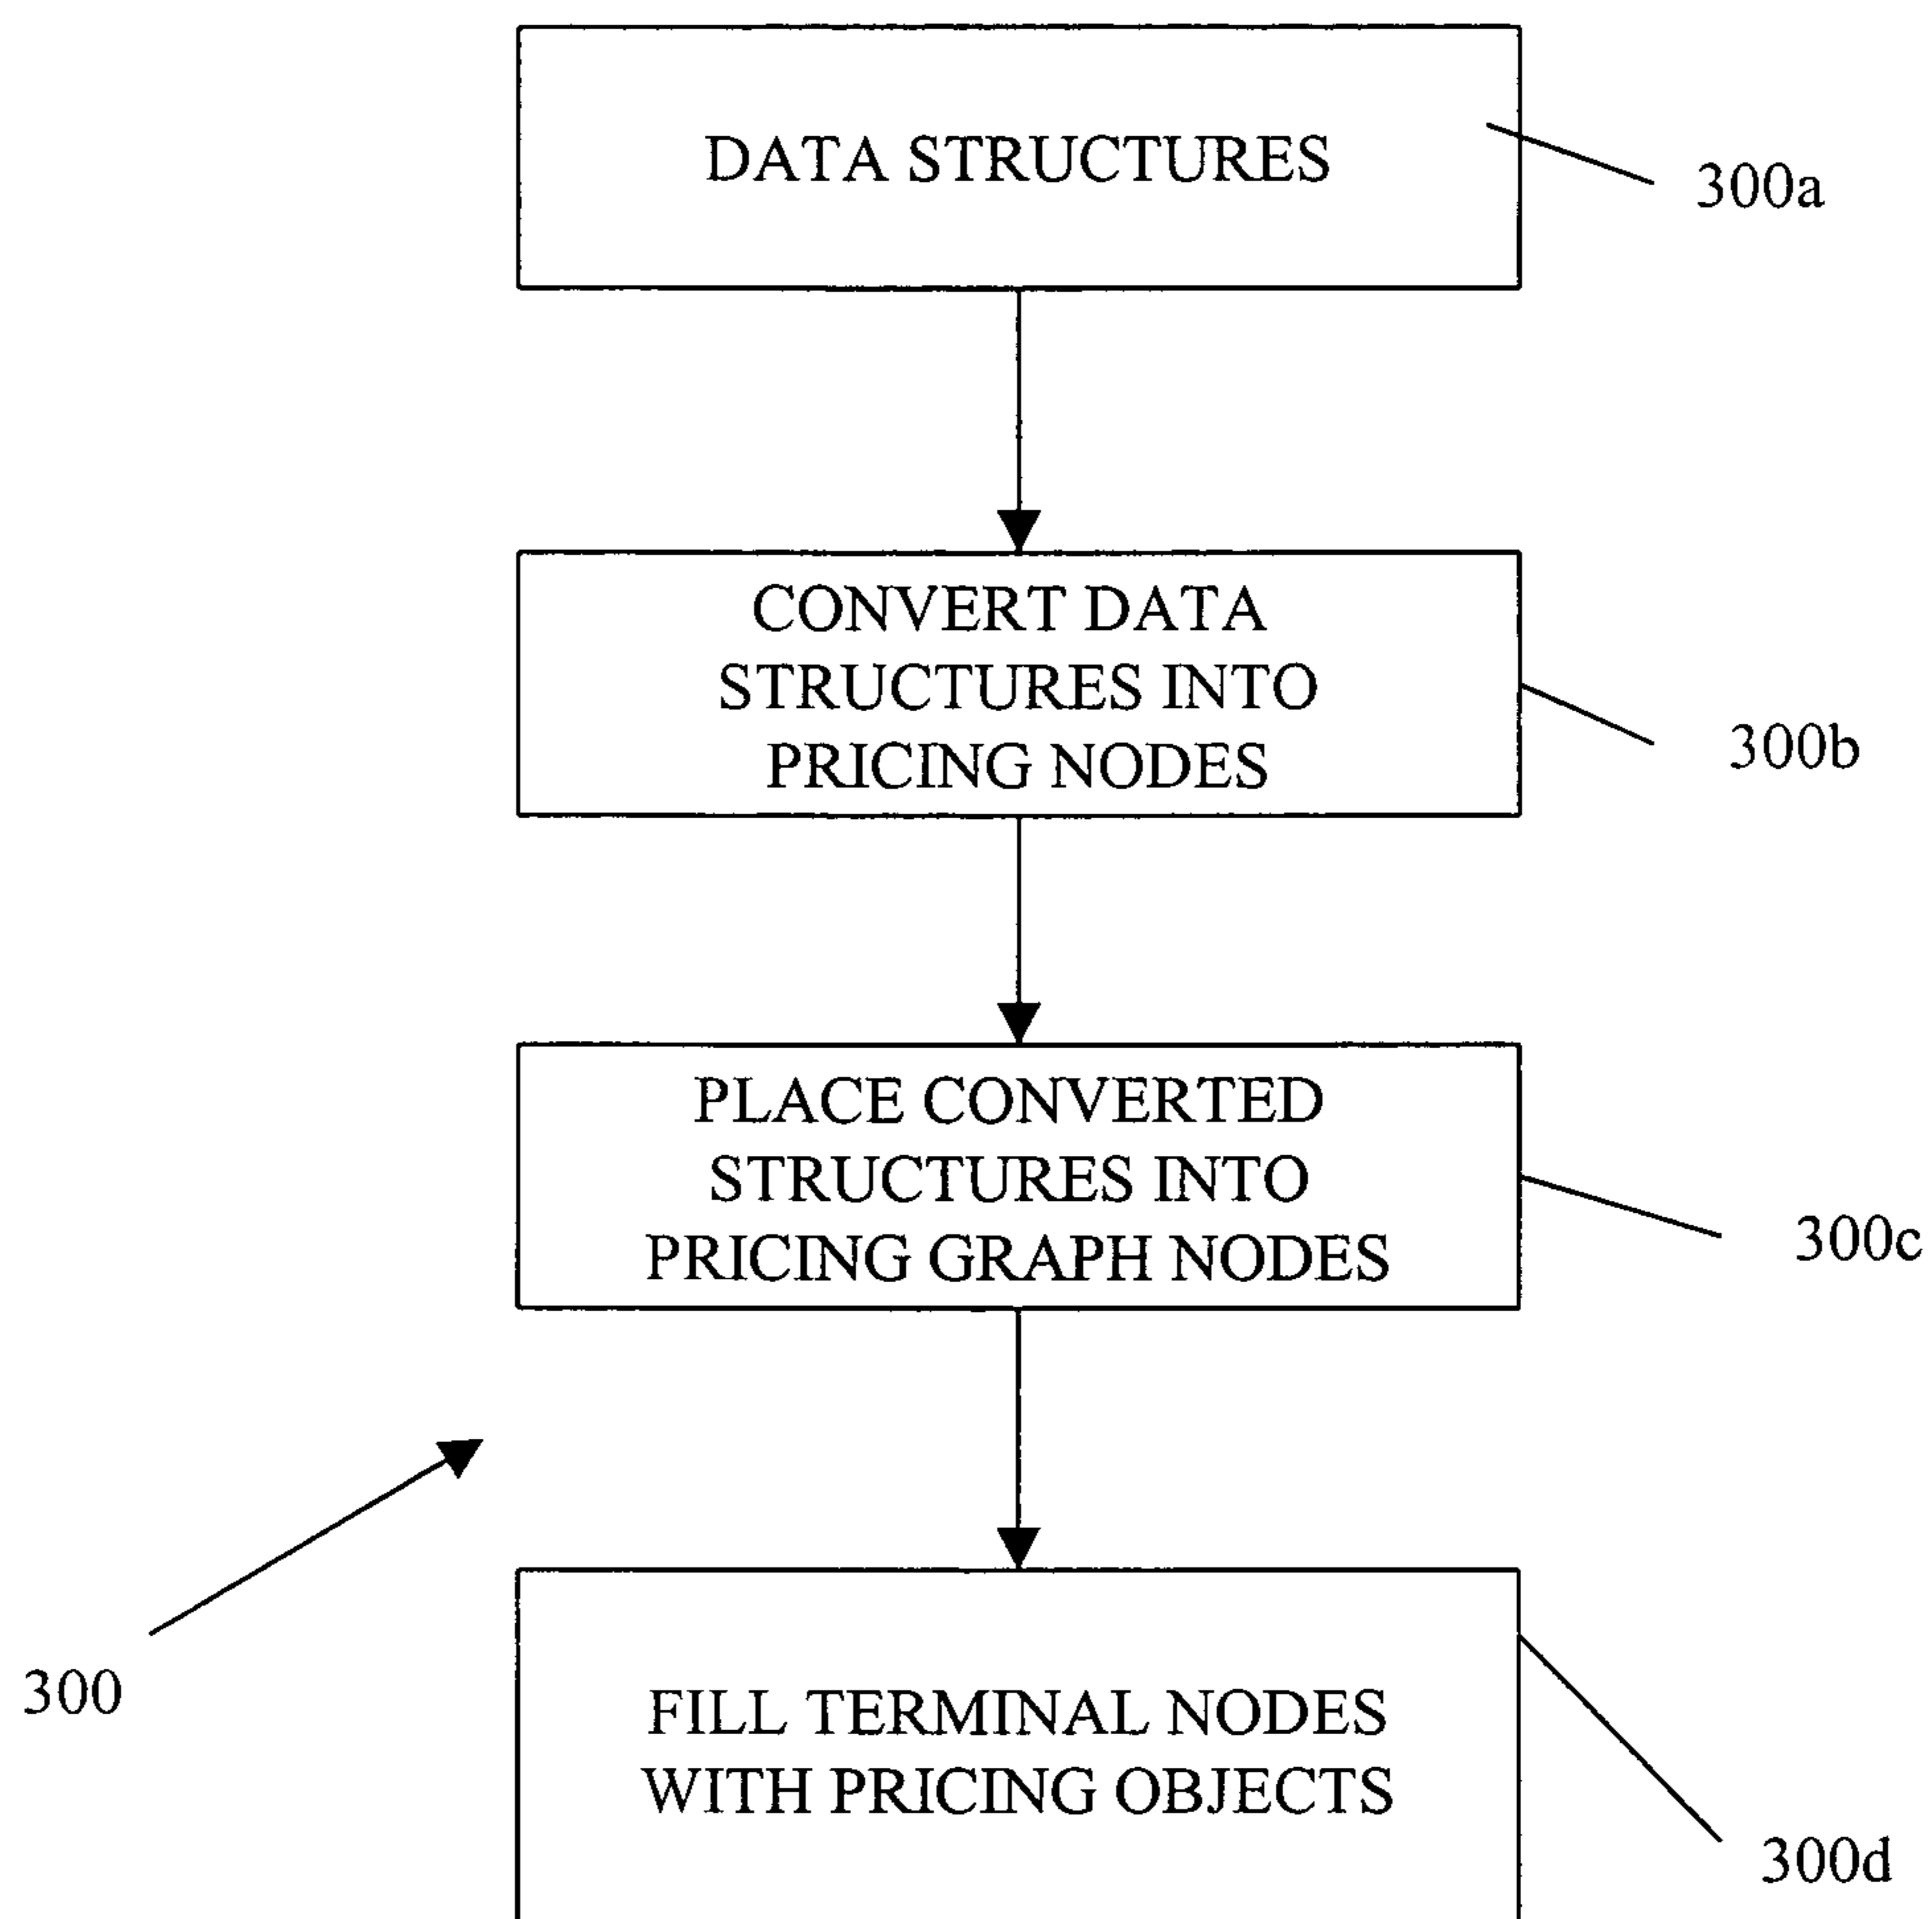 DATA STRUCTURES
300a
CONVERT DATA
STRUCTURES INTO
PRICING NODES
300b
PLACE CONVERTED
STRUCTURES INTO
PRICING GRAPH NODES
300c
300
FILL TERMINAL NODES
WITH PRICING OBJECTS
300d